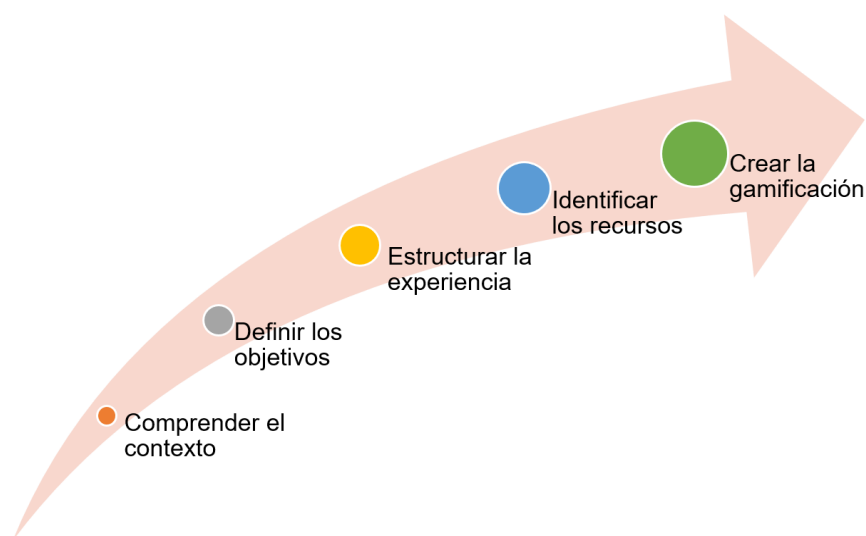 Comprender el
contexto
Definir los
objetivos
Estructurar la
experiencia
Identificar
los recursos
Crear la
gamificación